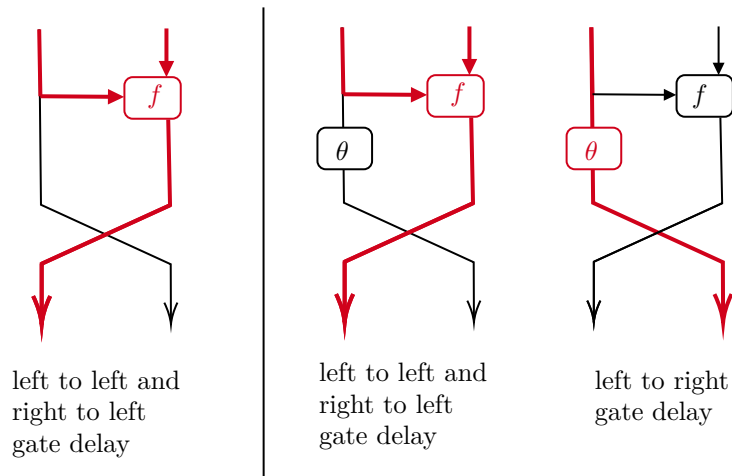 f
f
f
θ
θ
left to left and
right to left
gate delay
left to left and
right to left
gate delay
left to right
gate delay